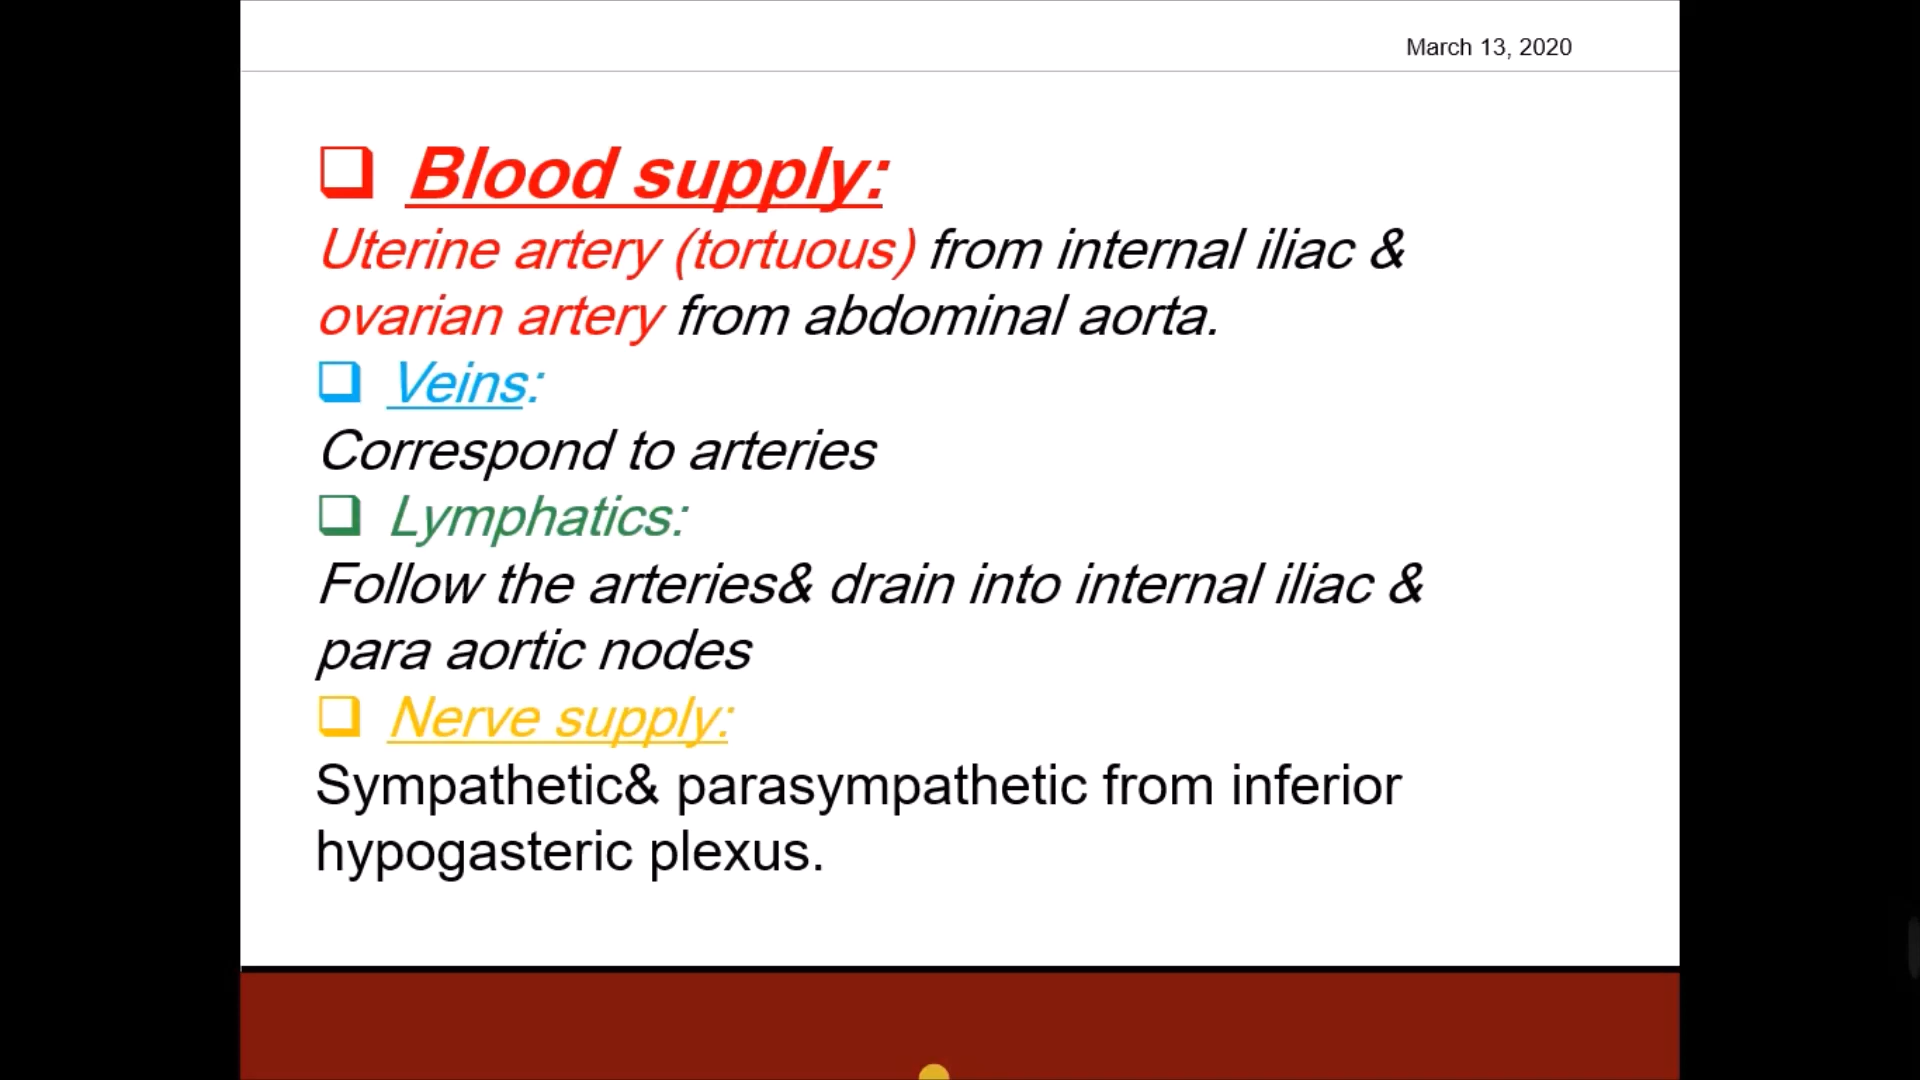 March 13, 2020
Blood supply:
Uterine artery (tortuous) from internal iliac &
ovarian artery from abdominal aorta.
Veins:
Correspond to arteries
Lymphatics:
Follow the arteries& drain into internal iliac &
para aortic nodes
Nerve supply:
Sympathetic& parasympathetic from inferior
hypogasteric plexus.